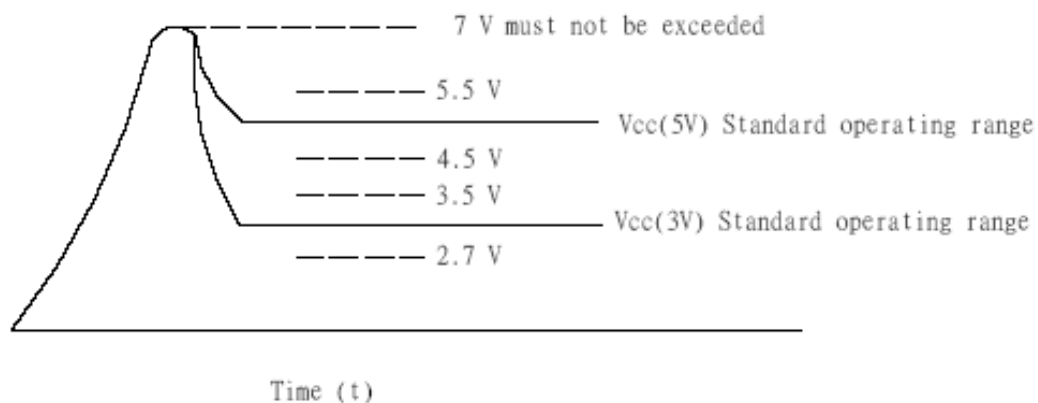 7 V must not be exceeded
5.5 V
Vcc(5V) Standard operating range
4.5 V
3.5 V
Vcc(3V) Standard operating range
2.7 V
Time (t)